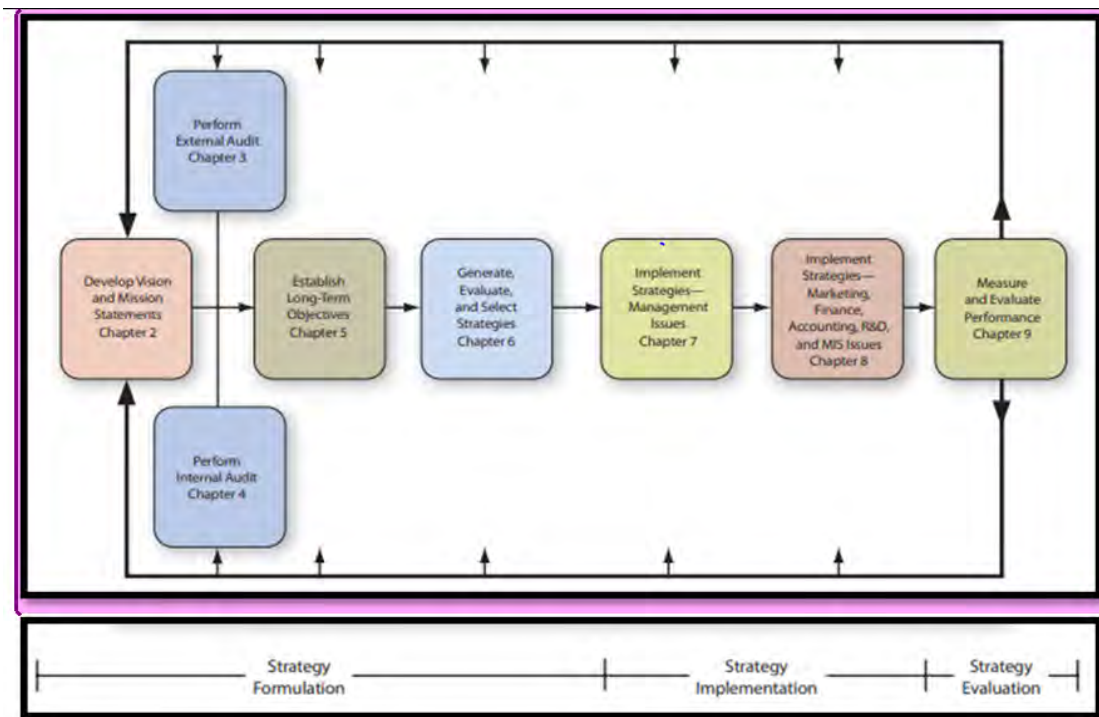 Perform
External Audit
Chapter 3
Develop Vision
and Mission
Statements
Chapter 2
Establish
Long-Term
Objectives
Chapter 5
Generate,
Evaluate,
and Select
Strategies
Chapter 6
Implement
Strategies—
Management
Issues
Chapter 7
Implement
Strategies—
Marketing,
Finance,
Accounting, R&D,
and MIS Issues
Chapter 8
Measure
and Evaluate
Performance
Chapter 9
Perform
Internal Audit
Chapter 4
Strategy
Formulation
Strategy
Implementation
Strategy
Evaluation